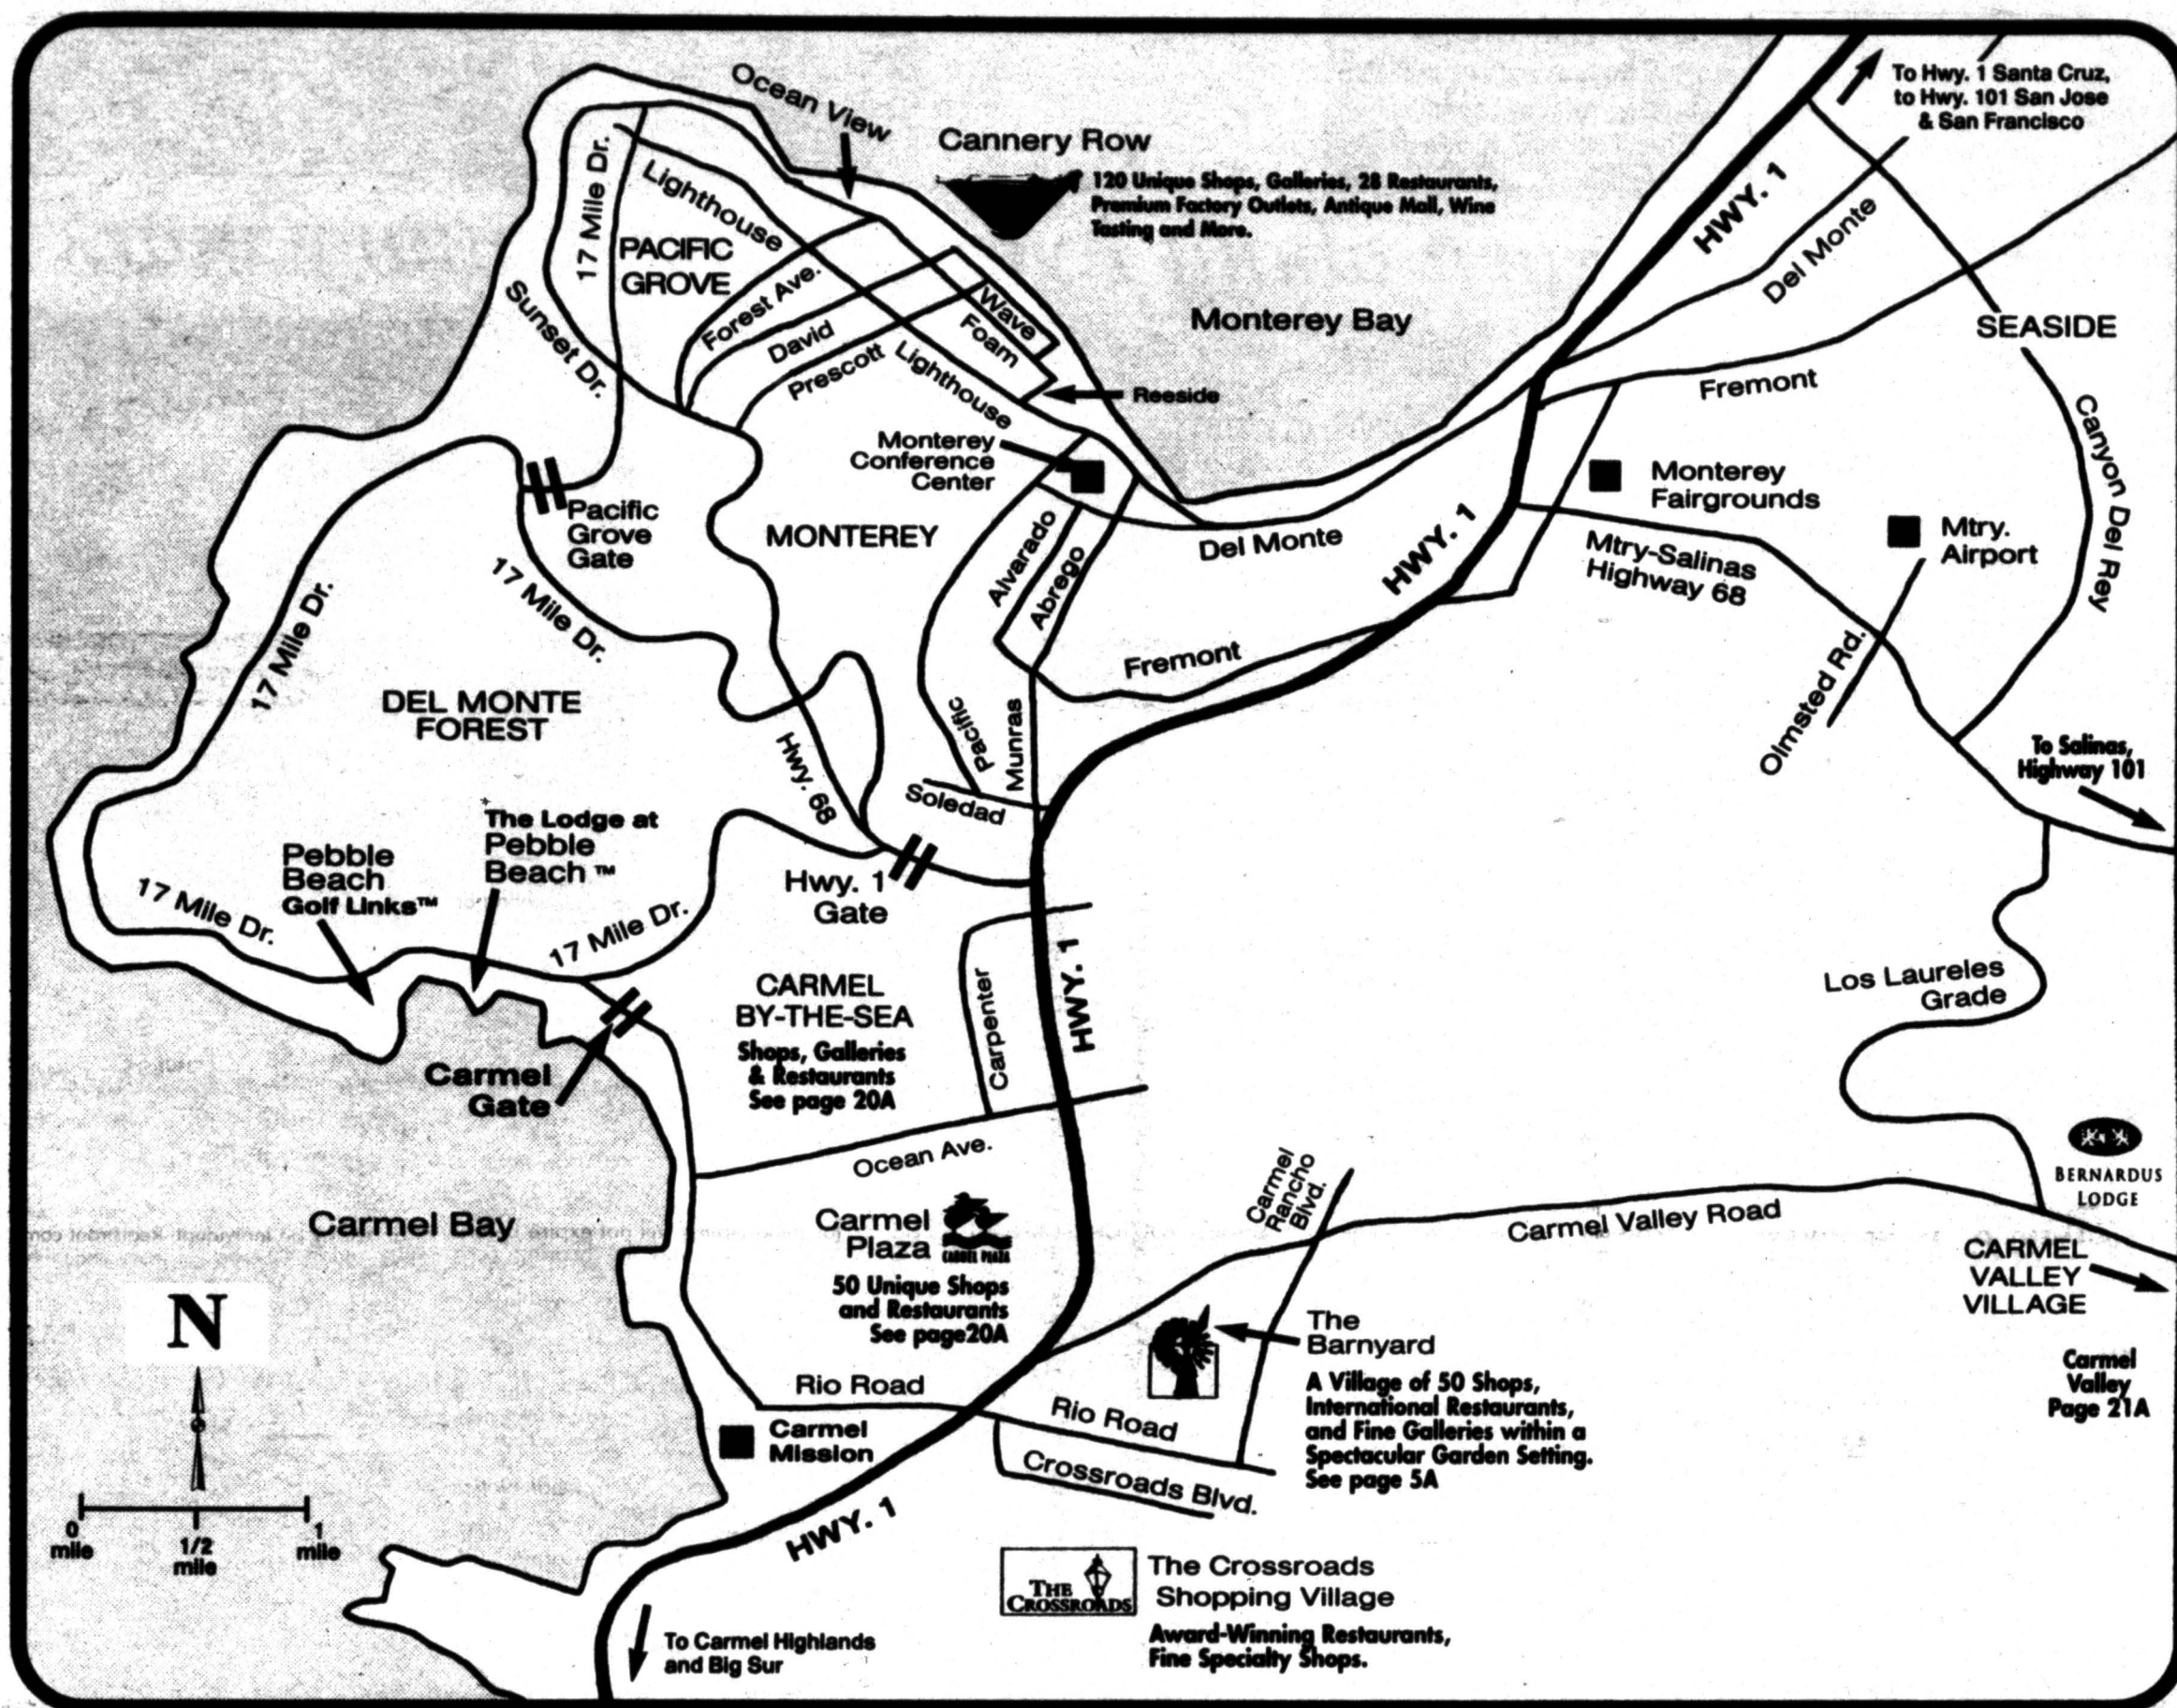 To Hwy. 1 Santa Cruz,
to Hwy. 101 San Jose
& San Francisco
Ocean View
Cannery Row
120 Unique Shops, Galleries, 28 Restaurants,
Premium Factory Outlets, Antique Mall, Wine
Tasting and More.
HWY. 1
Del Monte
17 Mile Dr.
Lighthouse
PACIFIC
GROVE
Sunset Dr.
Forest Ave.
David
Prescott
Wave
Foam
Lighthouse
Reeside
Monterey Bay
SEASIDE
Fremont
Canyon Del Rey
Monterey
Conference
Center
Monterey
Fairgrounds
Mtry.
Airport
Pacific
Grove
Gate
MONTEREY
Alvarado
Abrego
Del Monte
HWY. 1
Mtry-Salinas
Highway 68
17 Mile Dr.
17 Mile Dr.
DEL MONTE
FOREST
Fremont
Olmsted Rd.
Pacific
Munras
Hwy. 68
Soledad
To Salinas,
Highway 101
The Lodge at
Pebble
Beach ™
Pebble
Beach
Golf Links™
17 Mile Dr.
17 Mile Dr.
Hwy. 1
Gate
HWY. 1
Carpenter
CARMEL
BY-THE-SEA
Shops, Galleries
& Restaurants
See page 20A
Los Laureles
Grade
Carmel
Gate
Ocean Ave.
BERNARDUS
LODGE
Carmel
Rancho
Blvd.
Carmel Valley Road
Carmel Bay
Carmel
Plaza
CARMEL PLAZA
50 Unique Shops
and Restaurants
See page20A
CARMEL
VALLEY
VILLAGE
N
The
Barnyard
A Village of 50 Shops,
International Restaurants,
and Fine Galleries within a
Spectacular Garden Setting.
See page 5A
Carmel
Valley
Page 21A
Rio Road
Rio Road
Carmel
Mission
Crossroads Blvd.
0
mile
1/2
mile
1
mile
HWY. 1
THE
CROSSROADS
The Crossroads
Shopping Village
Award-Winning Restaurants,
Fine Specialty Shops.
To Carmel Highlands
and Big Sur